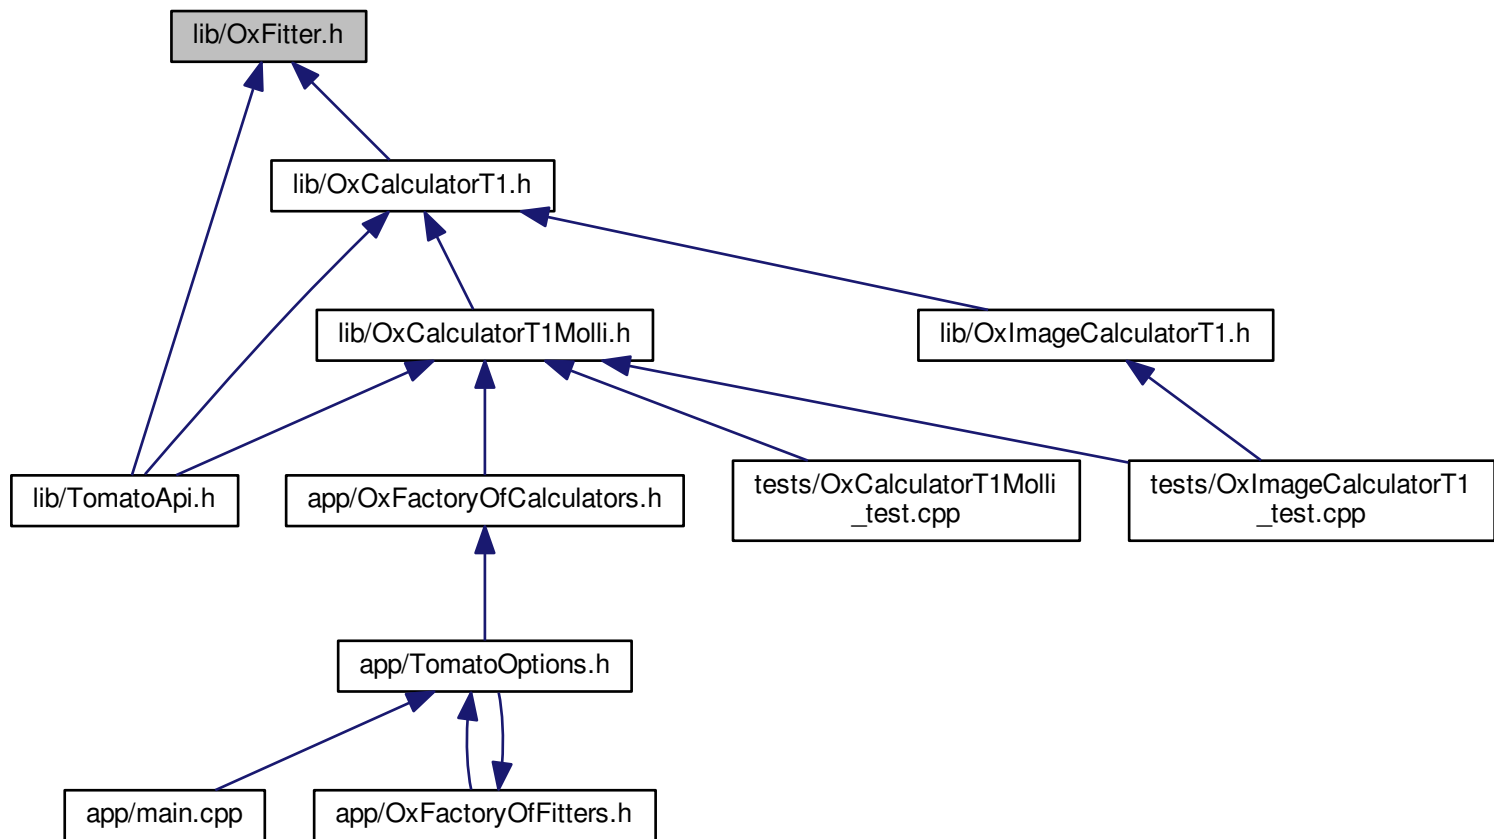 lib/OxFitter.h
lib/OxCalculatorT1.h
lib/OxCalculatorT1Molli.h
lib/OxImageCalculatorT1.h
lib/TomatoApi.h
app/OxFactoryOfCalculators.h
tests/OxCalculatorT1Molli
_test.cpp
tests/OxImageCalculatorT1
_test.cpp
app/TomatoOptions.h
app/main.cpp
app/OxFactoryOfFitters.h